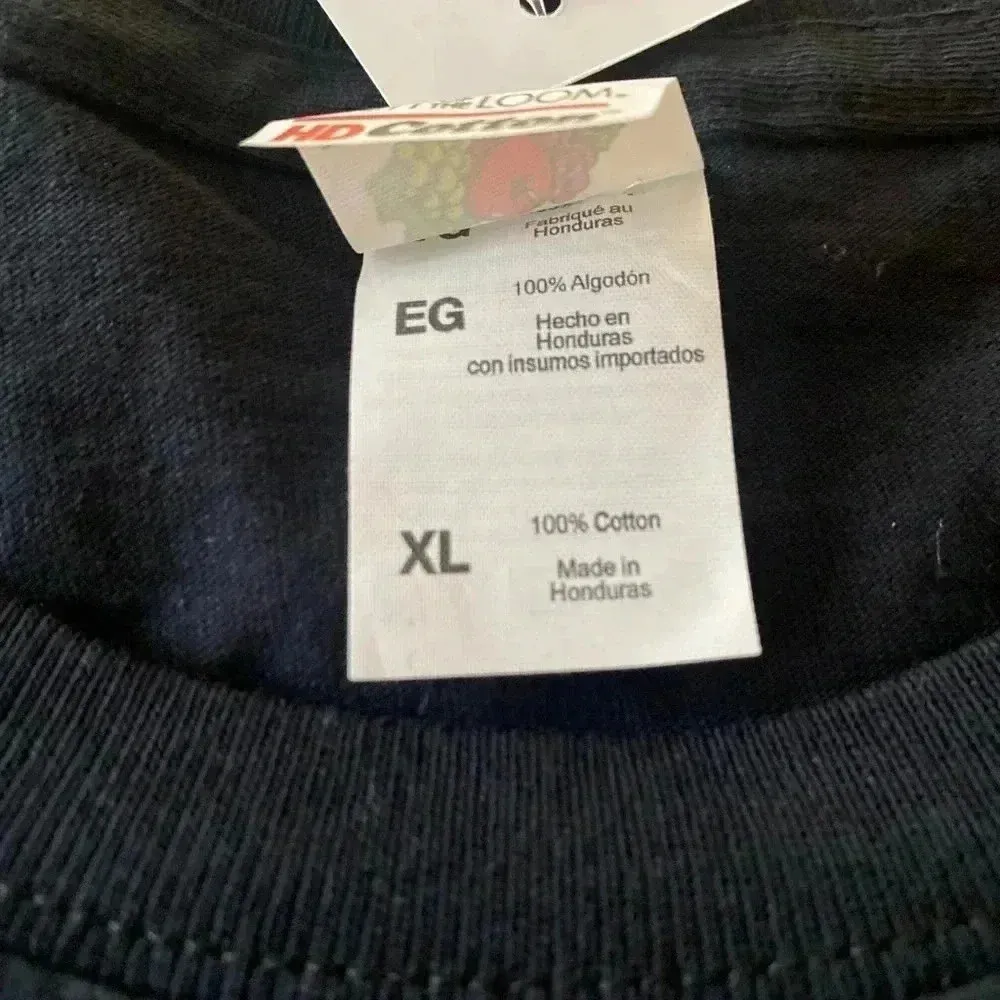 THE LOOM
HD Cotton
Fabriqué au
Honduras
100% Algodón
EG
Hecho en
Honduras
con insumos importados
100% Cotton
XL
Made in
Honduras